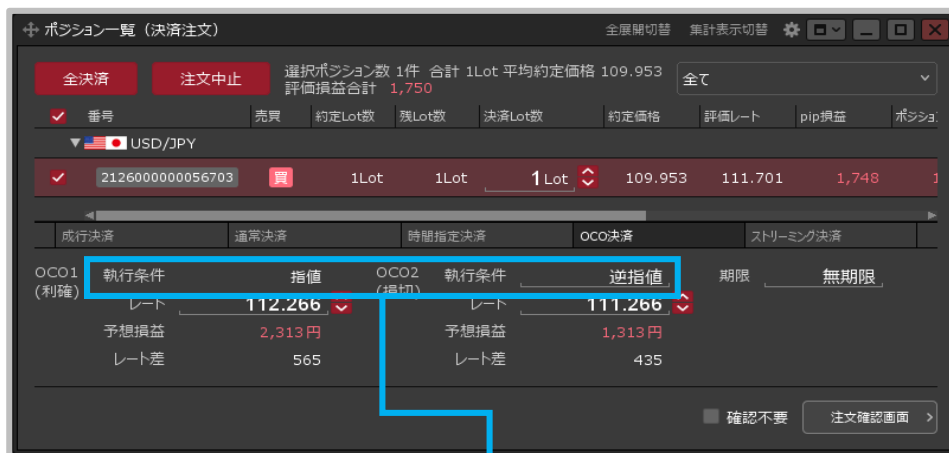 ポジション一覧（決済注文） 全展開切替 集計表示切替
全決済 注文中止 選択ポジション数 1件 合計 1Lot 平均約定価格 109.953 全て
評価損益合計 1,750
番号 売買 約定Lot数 残Lot数 決済Lot数 約定価格 評価レート pip損益 ポジショ
USD/JPY
2126000000056703 買 1Lot 1Lot 1 Lot 109.953 111.701 1,748 1
成行決済 通常決済 時間指定決済 OCO決済 ストリーミング決済
OCO1 執行条件 指値 OCO2 執行条件 逆指値 期限 無期限
(利確) (損切)
レート 112.266 レート 111.266
予想損益 2,313円 予想損益 1,313円
レート差 565 レート差 435
確認不要 注文確認画面